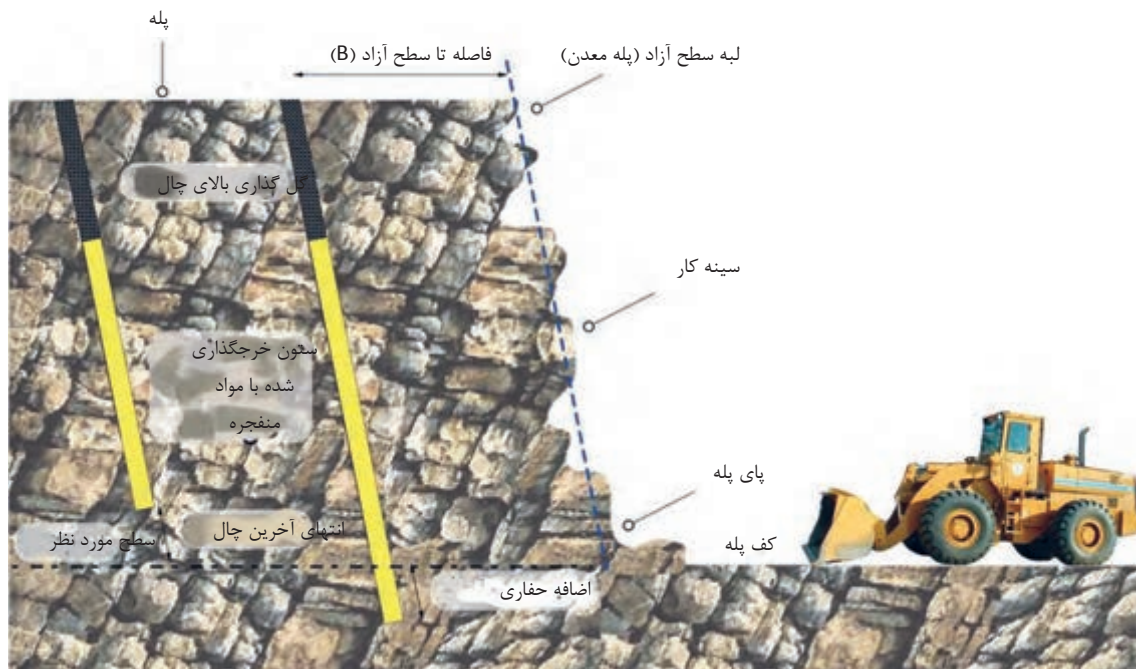 پله
لبه سطح آزاد (پله معدن)
فاصله تا سطح آزاد (B)
گل گذاری بالای چال
سینه کار
ستون خرجگذاری
شده با مواد
منفجره
پای پله
انتهای آخرین چال
سطح مورد نظر
کف پله
اضافه حفاری